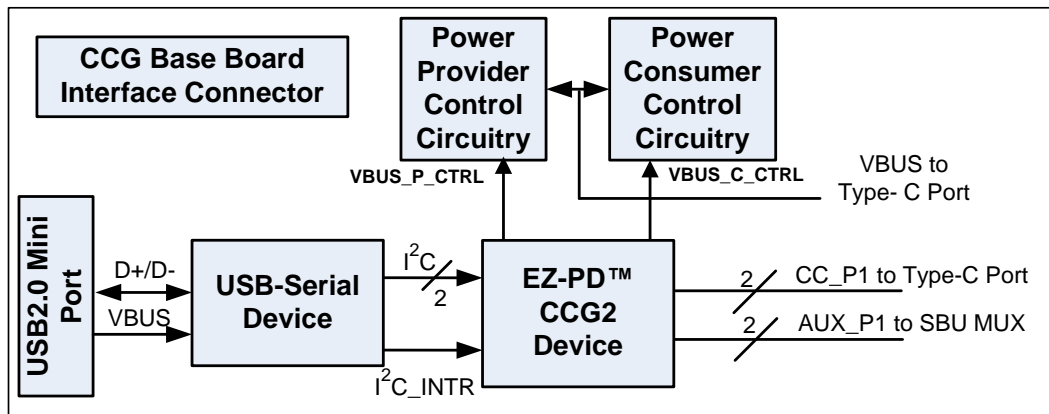 CCG Base Board
Interface Connector
Power
Provider
Control
Circuitry
Power
Consumer
Control
Circuitry
VBUS_P_CTRL
VBUS_C_CTRL
VBUS to
Type- C Port
USB2.0 Mini
Port
D+/D-
VBUS
USB-Serial
Device
I²C
2
I²C_INTR
EZ-PD™
CCG2
Device
2
CC_P1 to Type-C Port
2
AUX_P1 to SBU MUX